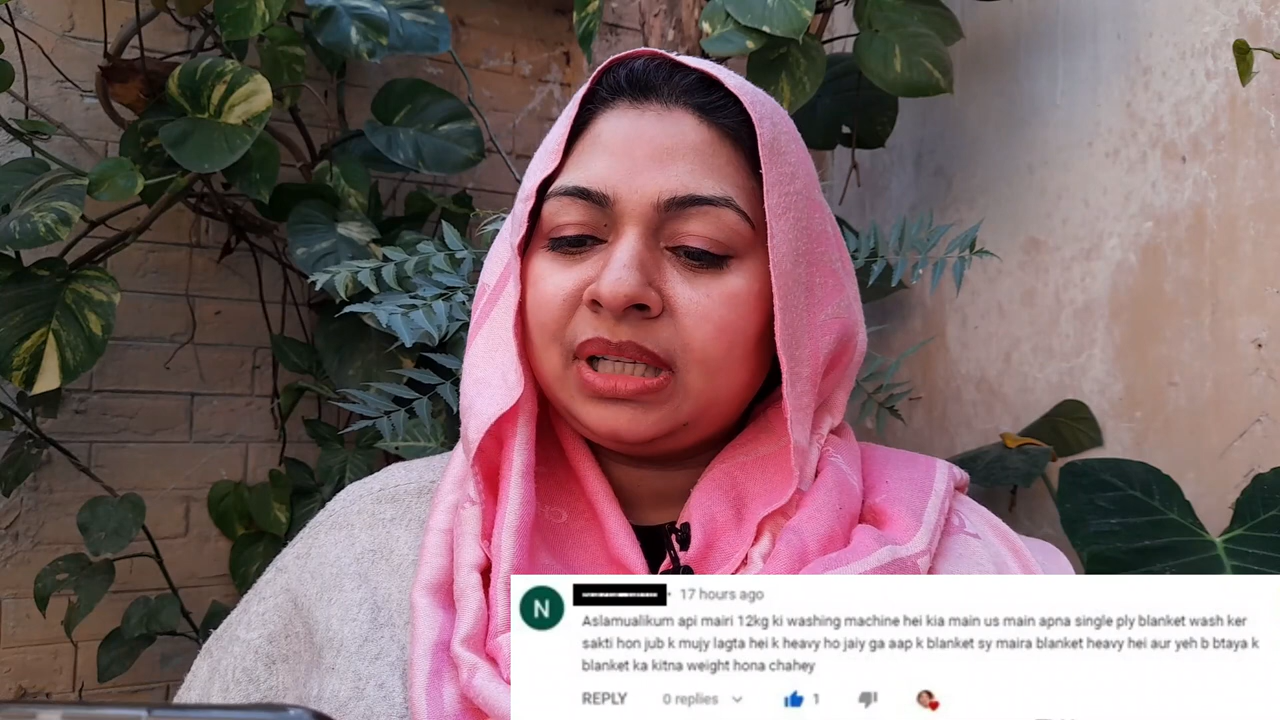 N
17 hours ago
Aslamualikum api mairi 12kg ki washing machine hei kia main us main apna single ply blanket wash ker
sakti hon jub k mujy lagta hei k heavy ho jaiy ga aap k blanket sy maira blanket heavy hei aur yeh b btaya k
blanket ka kitna weight hona chahey
REPLY 0 replies 1